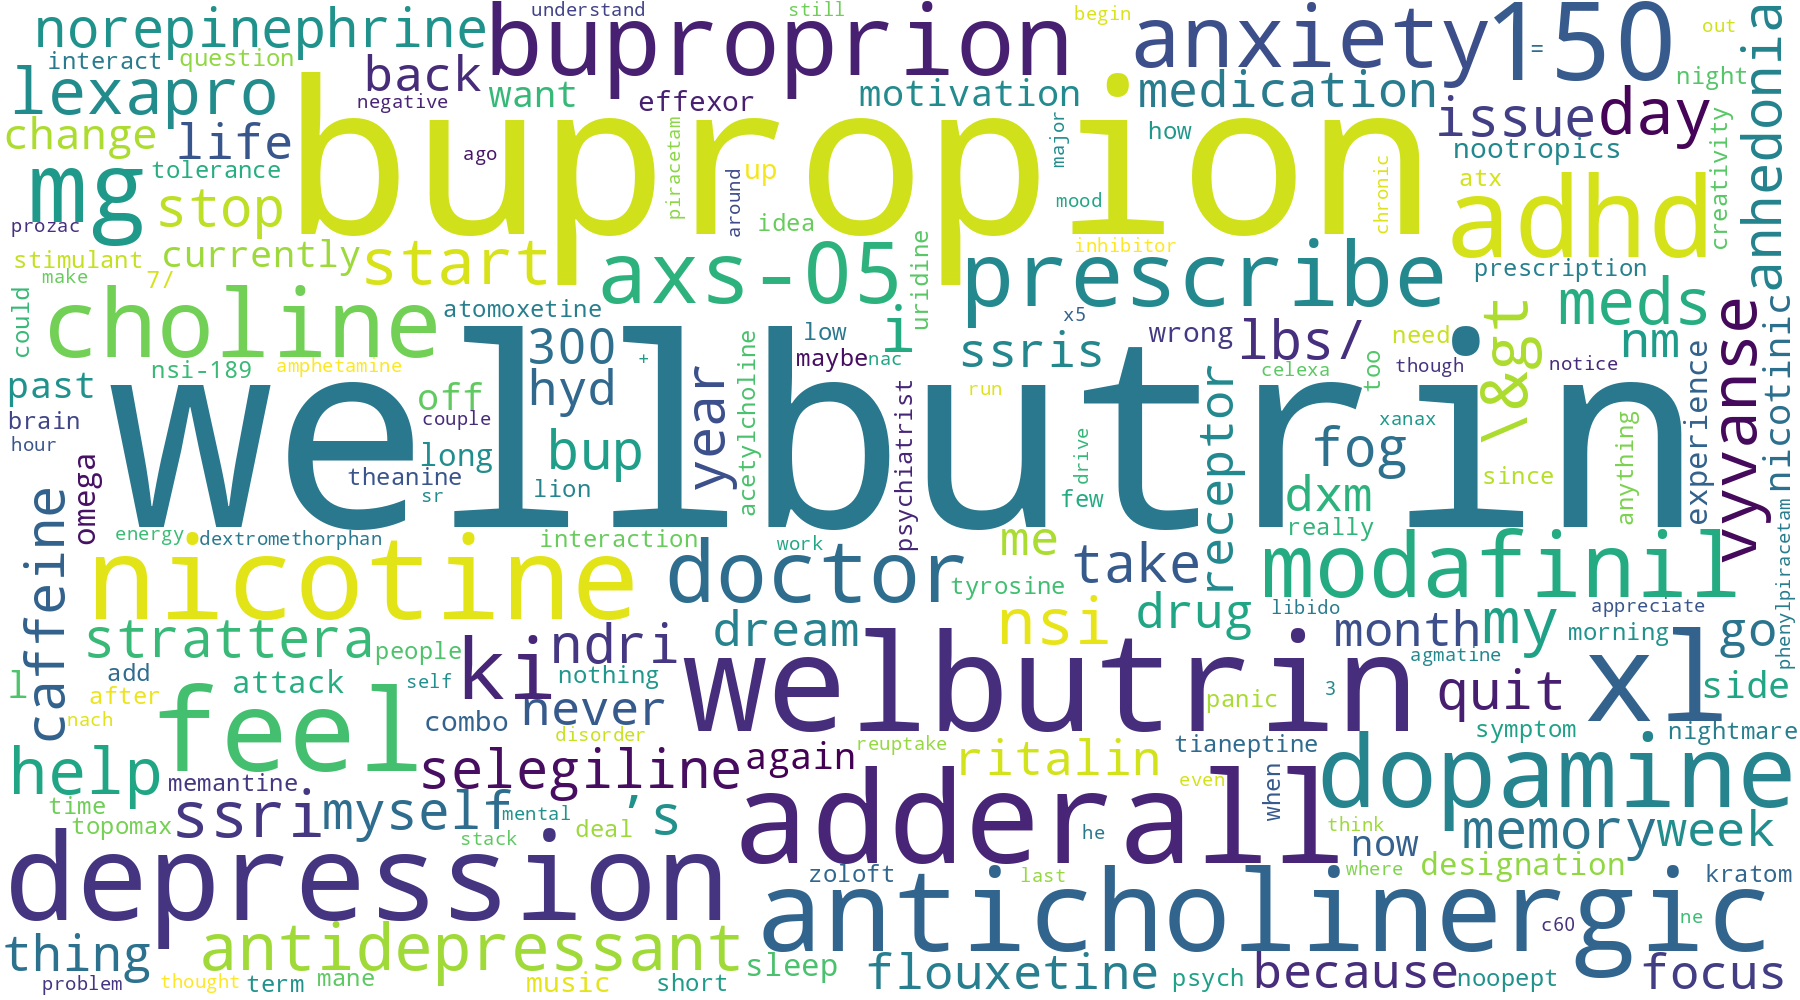 understand
still
begin
norepinephrine
buproprion
anxiety
150
=
out
anhedonia
interact
question
back
want
effexor
motivation
medication
night
lexapro
negative
issue
day
creativity
change
life
bupropion
piracetam
major
how
nootropics
mg
tolerance
ago
up
around
mood
chronic
atx
adhd
prozac
stop
idea
stimulant
currently
start
axs-05
uridine
inhibitor
prescribe
prescription
make
7/
could
choline
atomoxetine
i
x5
\&gt
meds
nicotinic
vyvanse
300
+
low
wrong
lbs/
need
nm
nsi-189
amphetamine
maybe
nac
ssris
celexa
too
though
notice
experience
past
hyd
wellbutrin
year
acetylcholine
psychiatrist
run
receptor
off
brain
couple
xanax
fog
anything
hour
long
bup
drive
since
omega
theanine
sr
lion
few
dxm
phenylpiracetam
caffeine
energy
dextromethorphan
interaction
work
me
really
nicotine
doctor
take
modafinil
tyrosine
strattera
ndri
dream
nsi
drug
libido
month
my
appreciate
morning
go
people
ki
welbutrin
agmatine
xl
l
add
attack
self
nothing
panic
3
quit
side
after
feel
combo
never
nach
disorder
symptom
nightmare
help
memantine
selegiline
again
reuptake
ritalin
tianeptine
dopamine
time
topomax
ssri
myself
mental
’s
adderall
even
when
stack
deal
he
think
now
memory
week
depression
zoloft
last
where
designation
kratom
anticholinergic
c60
ne
thing
antidepressant
sleep
flouxetine
psych
because
noopept
focus
problem
thought
term
mane
music
short